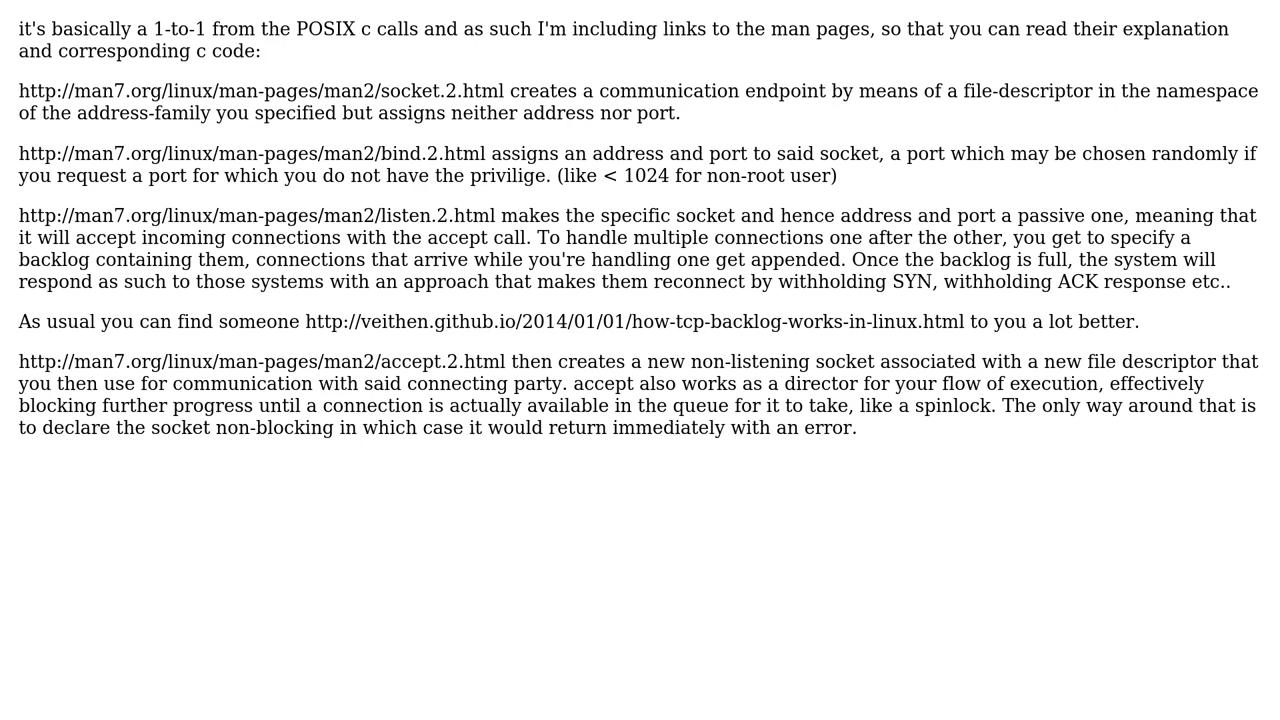 it's basically a 1-to-1 from the POSIX c calls and as such I'm including links to the man pages, so that you can read their explanation
and corresponding c code:
http://man7.org/linux/man-pages/man2/socket.2.html creates a communication endpoint by means of a file-descriptor in the namespace
of the address-family you specified but assigns neither address nor port.
http://man7.org/linux/man-pages/man2/bind.2.html assigns an address and port to said socket, a port which may be chosen randomly if
you request a port for which you do not have the privilige. (like < 1024 for non-root user)
http://man7.org/linux/man-pages/man2/listen.2.html makes the specific socket and hence address and port a passive one, meaning that
it will accept incoming connections with the accept call. To handle multiple connections one after the other, you get to specify a
backlog containing them, connections that arrive while you're handling one get appended. Once the backlog is full, the system will
respond as such to those systems with an approach that makes them reconnect by withholding SYN, withholding ACK response etc..
As usual you can find someone http://veithen.github.io/2014/01/01/how-tcp-backlog-works-in-linux.html to you a lot better.
http://man7.org/linux/man-pages/man2/accept.2.html then creates a new non-listening socket associated with a new file descriptor that
you then use for communication with said connecting party. accept also works as a director for your flow of execution, effectively
blocking further progress until a connection is actually available in the queue for it to take, like a spinlock. The only way around that is
to declare the socket non-blocking in which case it would return immediately with an error.